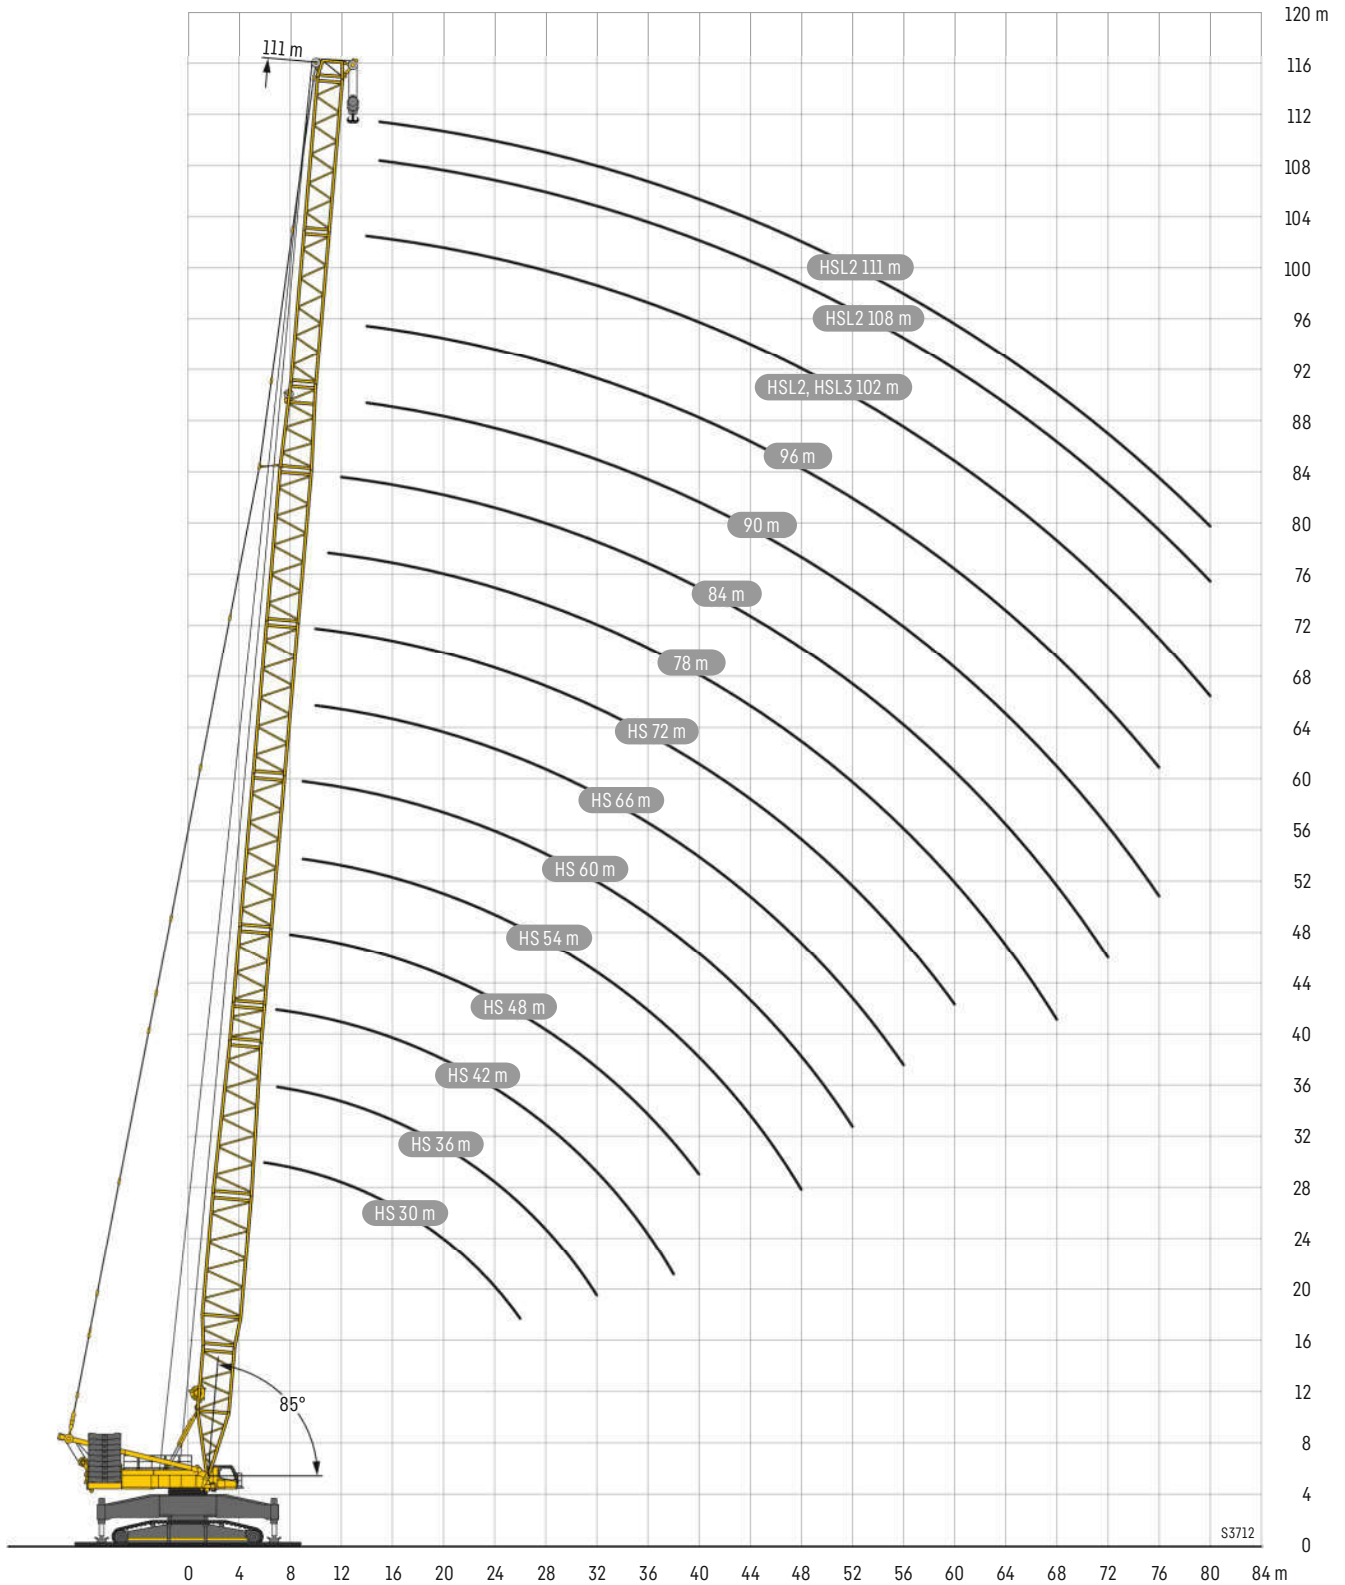 120 m
111 m
116
112
108
104
HSL2 111 m
100
HSL2 108 m
96
92
HSL2, HSL3 102 m
88
96 m
84
90 m
80
76
84 m
72
78 m
68
HS 72 m
64
60
HS 66 m
56
HS 60 m
52
HS 54 m
48
44
HS 48 m
40
HS 42 m
36
HS 36 m
32
28
HS 30 m
24
20
16
12
85°
8
4
S3712
0
0 4 8 12 16 20 24 28 32 36 40 44 48 52 56 60 64 68 72 76 80 84 m